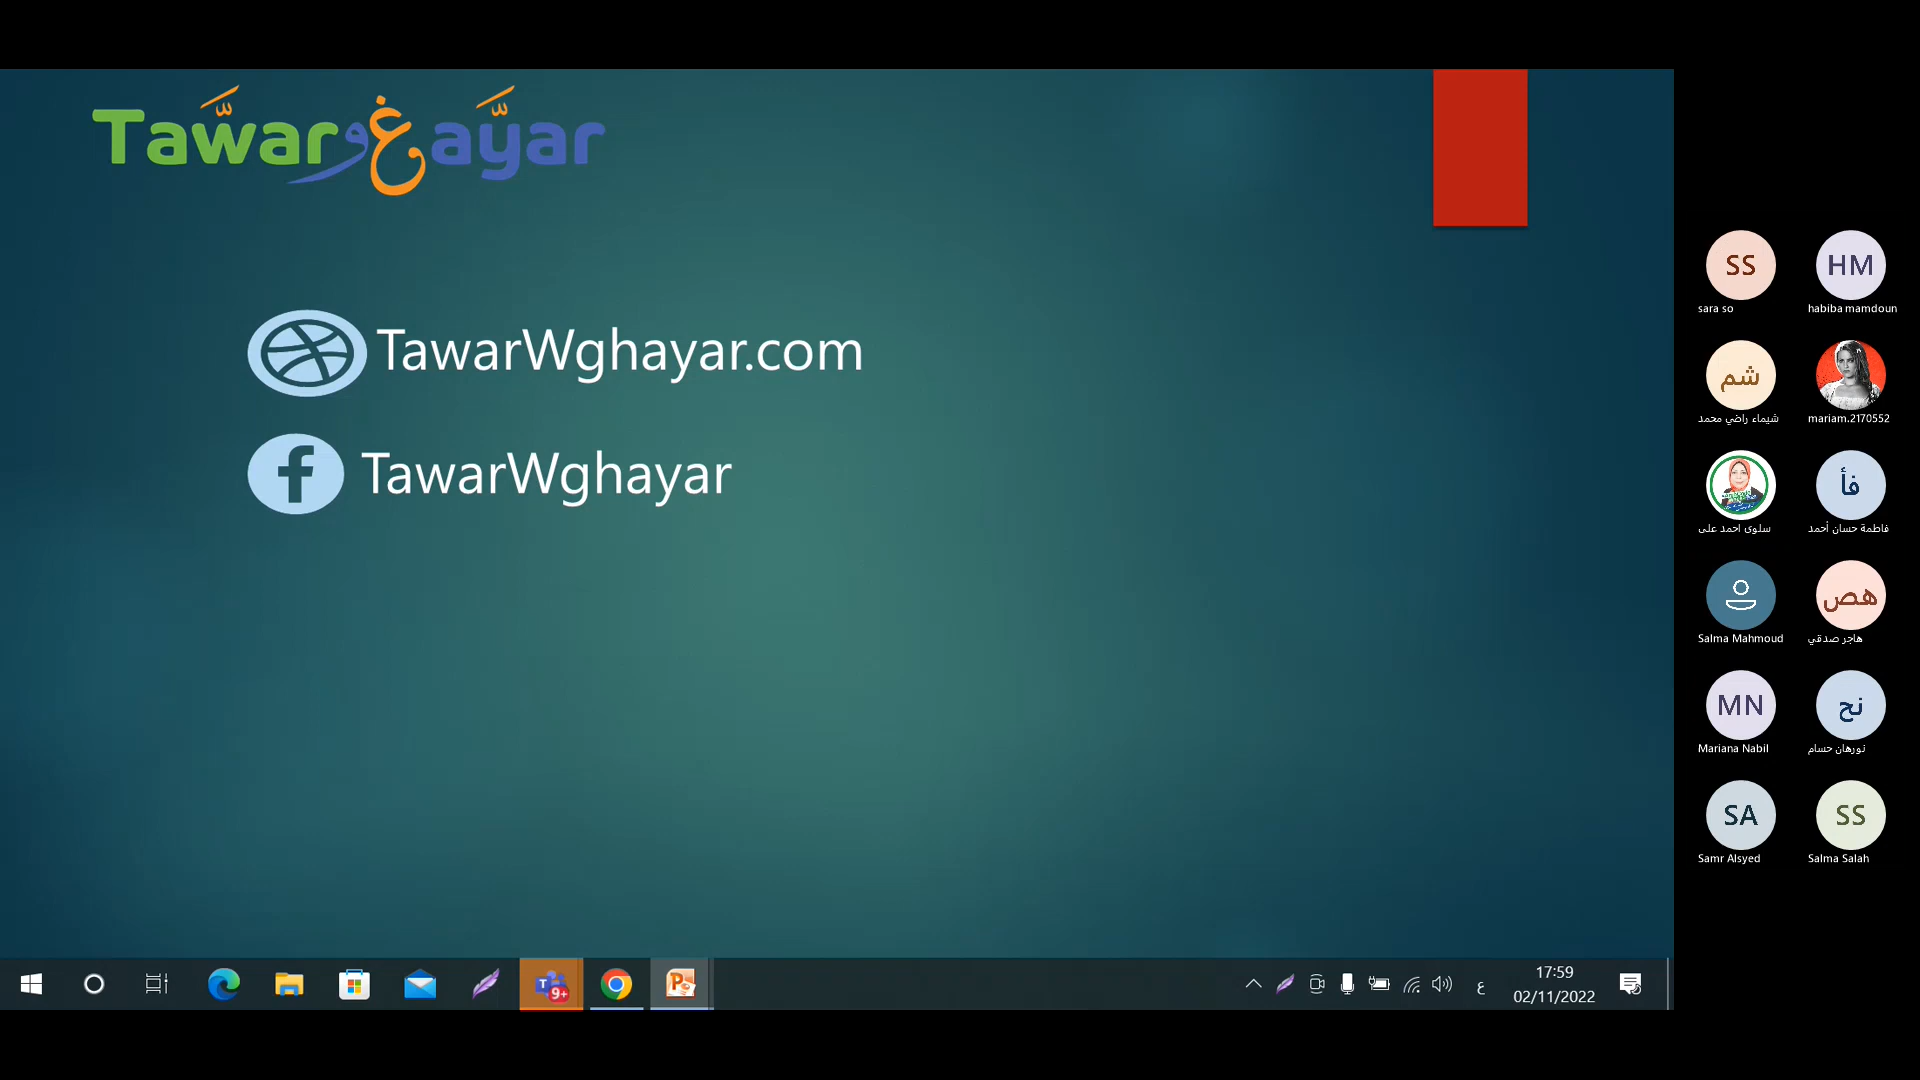 Tawar و غ ayar
TawarWghayar.com
TawarWghayar
SS
sara so
HM
habiba mamdoun
شم
شيماء راضي محمد
mariam.2170552
سلوى احمد على
فأ
فاطمة حسان أحمد
Salma Mahmoud
هص
هاجر صدقي
MN
Mariana Nabil
نح
نورهان حسام
SA
Samr Alsyed
SS
Salma Salah
T
9+
P
ع
17:59
02/11/2022